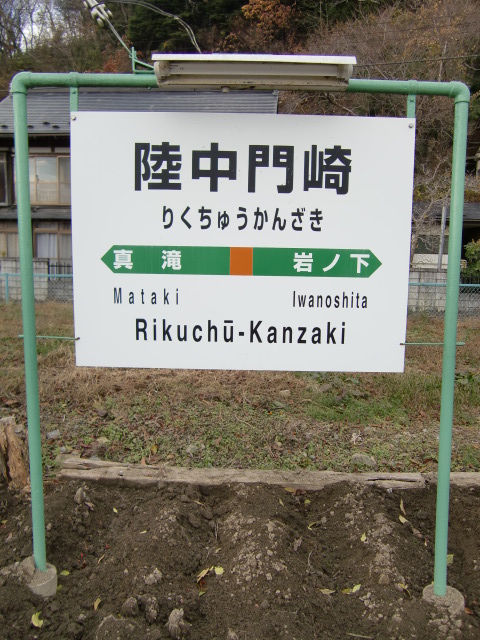 陸中門崎
りくちゅうかんざき
真滝 岩ノ下
Mataki Iwanoshita
Rikuchū-Kanzaki